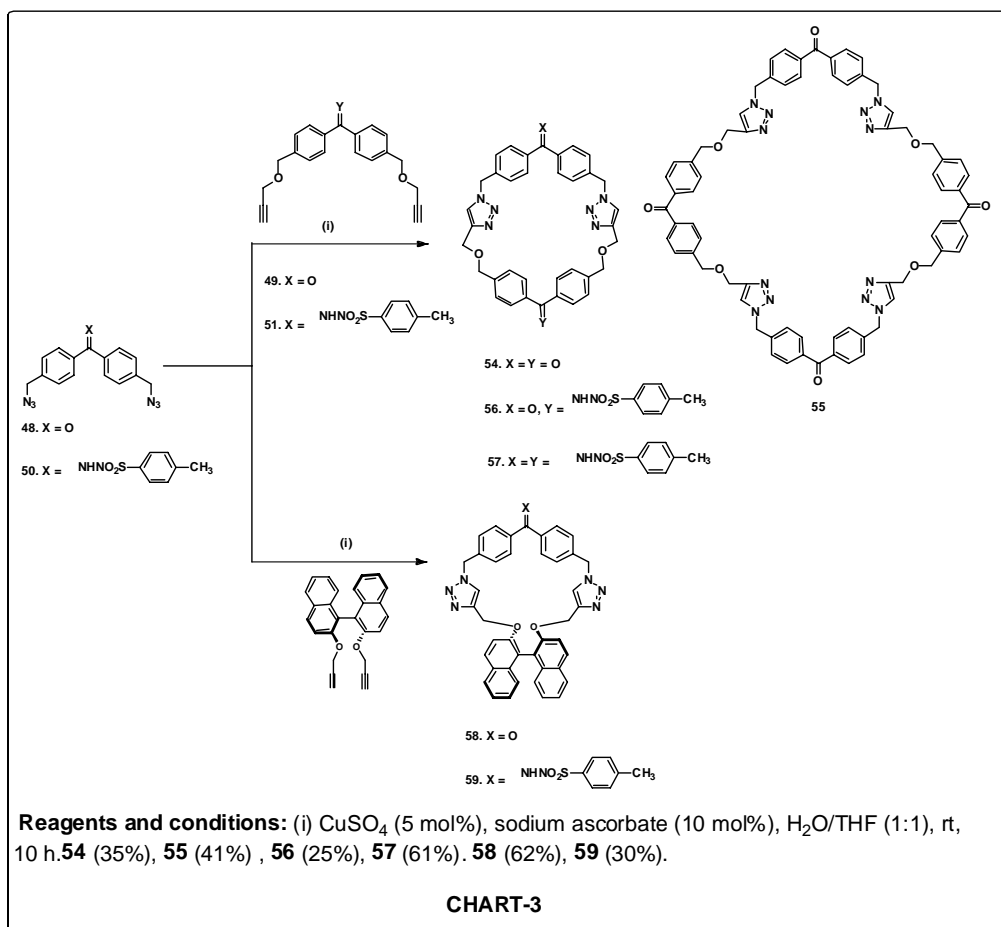 Y
O
O
(i)
49. X = O
51. X = NHNO₂S CH₃
X
N
N
N
N
N
N
O
O
Y
54. X = Y = O
56. X = O, Y = NHNO₂S CH₃
57. X = Y = NHNO₂S CH₃
O
N
N
N
N
N
N
O
O
O
O
O
O
N
N
N
N
N
N
O
55
X
N₃
N₃
48. X = O
50. X = NHNO₂S CH₃
(i)
O
O
X
N
N
N
N
N
N
O
O
58. X = O
59. X = NHNO₂S CH₃
Reagents and conditions: (i) CuSO₄ (5 mol%), sodium ascorbate (10 mol%), H₂O/THF (1:1), rt,
10 h.54 (35%), 55 (41%) , 56 (25%), 57 (61%). 58 (62%), 59 (30%).
CHART-3